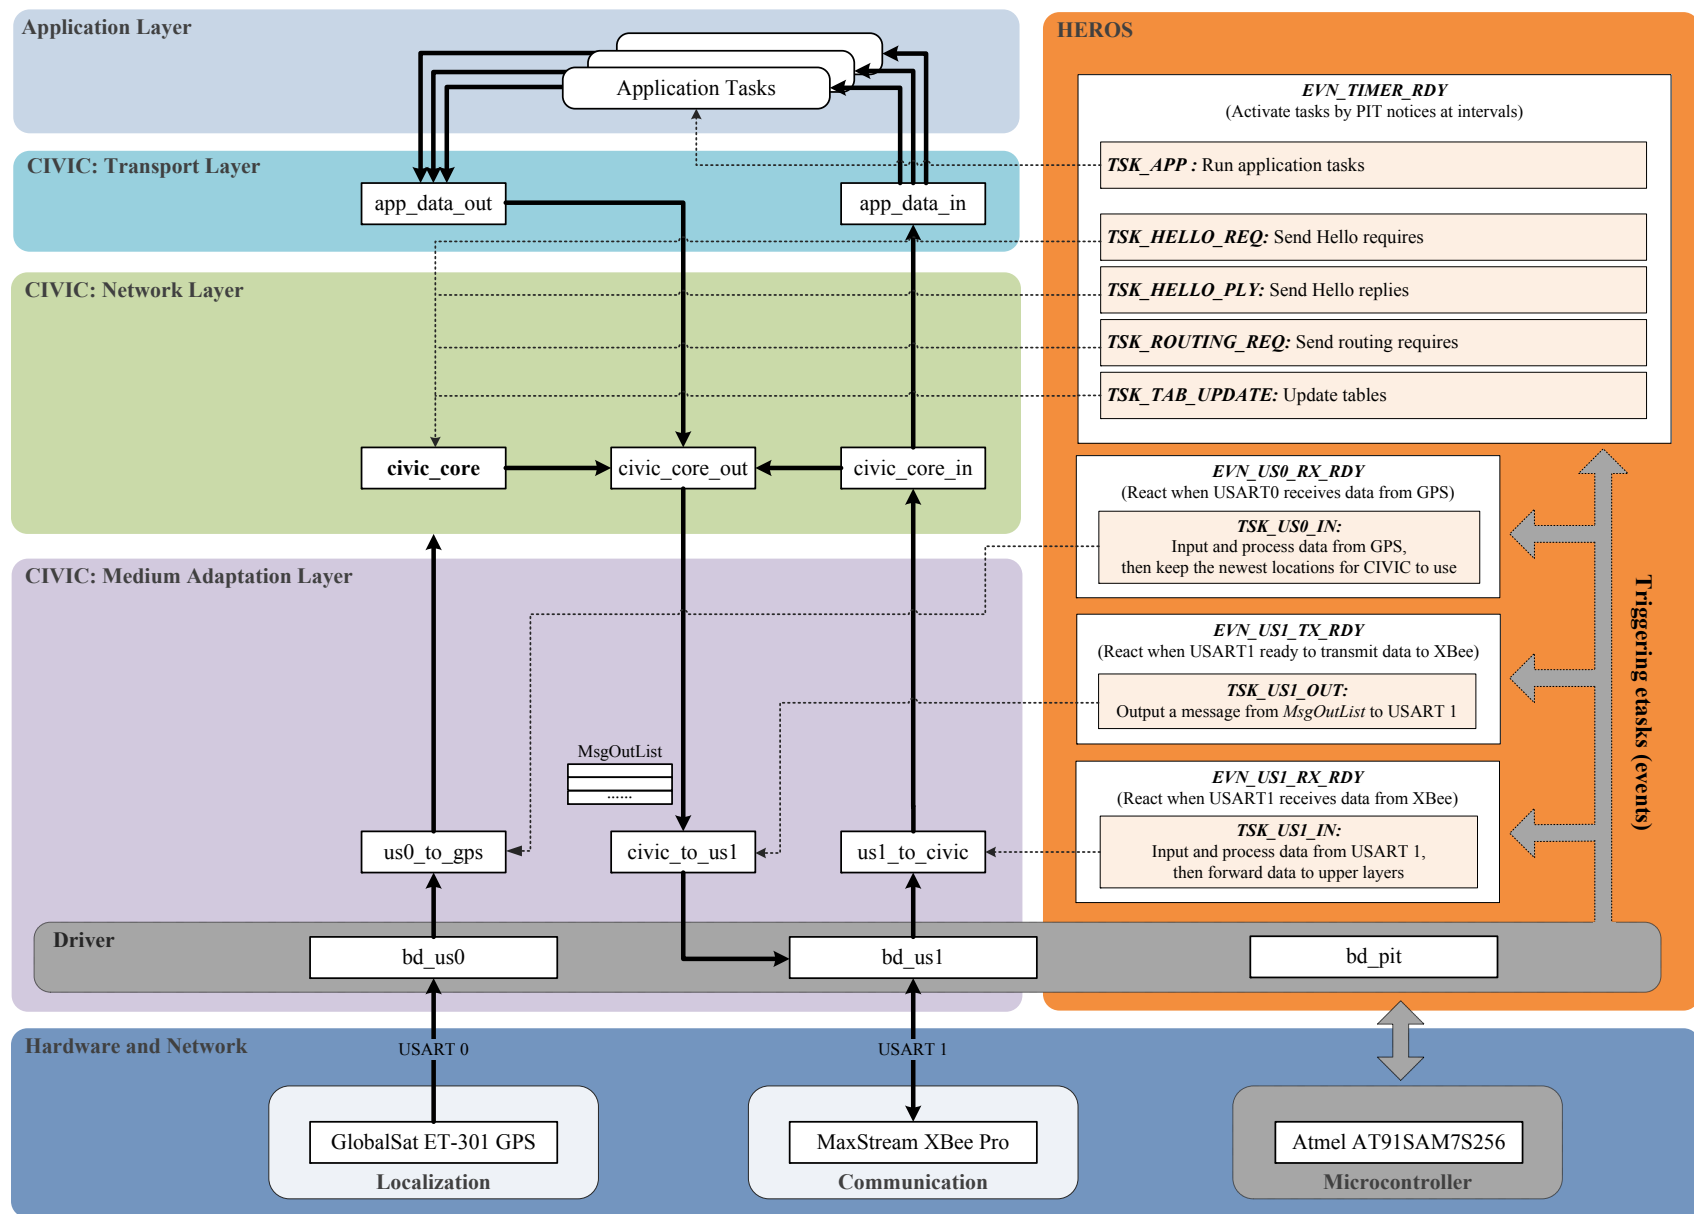 Application Layer
Application Tasks
CIVIC: Transport Layer
app_data_out
app_data_in
CIVIC: Network Layer
civic_core
civic_core_out
civic_core_in
CIVIC: Medium Adaptation Layer
MsgOutList
......
us0_to_gps
civic_to_us1
us1_to_civic
Driver
bd_us0
bd_us1
bd_pit
HEROS
EVN_TIMER_RDY
(Activate tasks by PIT notices at intervals)
TSK_APP : Run application tasks
TSK_HELLO_REQ: Send Hello requires
TSK_HELLO_PLY: Send Hello replies
TSK_ROUTING_REQ: Send routing requires
TSK_TAB_UPDATE: Update tables
EVN_US0_RX_RDY
(React when USART0 receives data from GPS)
TSK_US0_IN:
Input and process data from GPS,
then keep the newest locations for CIVIC to use
EVN_US1_TX_RDY
(React when USART1 ready to transmit data to XBee)
TSK_US1_OUT:
Output a message from MsgOutList to USART 1
EVN_US1_RX_RDY
(React when USART1 receives data from XBee)
TSK_US1_IN:
Input and process data from USART 1,
then forward data to upper layers
Triggering etasks (events)
Hardware and Network
USART 0
USART 1
GlobalSat ET-301 GPS
Localization
MaxStream XBee Pro
Communication
Atmel AT91SAM7S256
Microcontroller